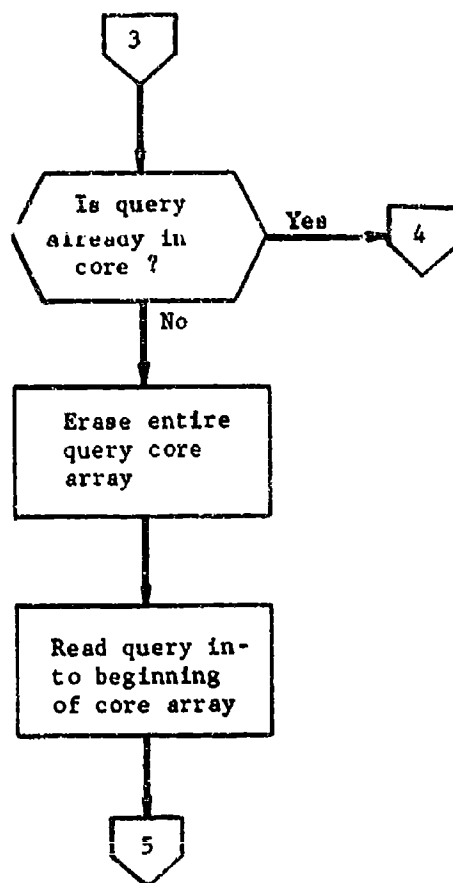 3
Is query
already in
core ?
Yes
4
No
Erase entire
query core
array
Read query in-
to beginning
of core array
5